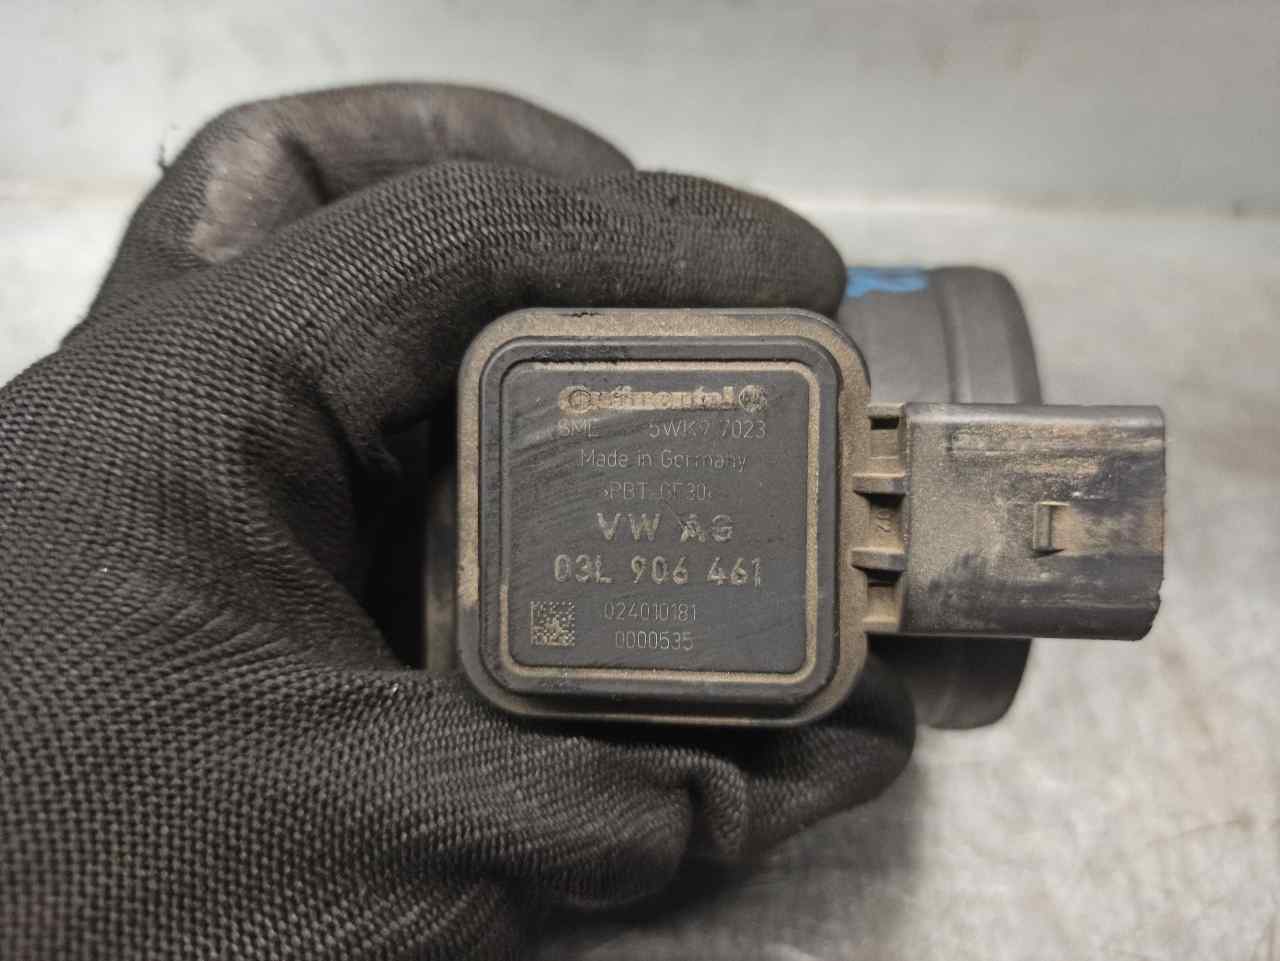 Continental
SME 5WK9 7023
Made in Germany
>PBT-GF30<
VW AG
03L 906 461
024010181
0000535